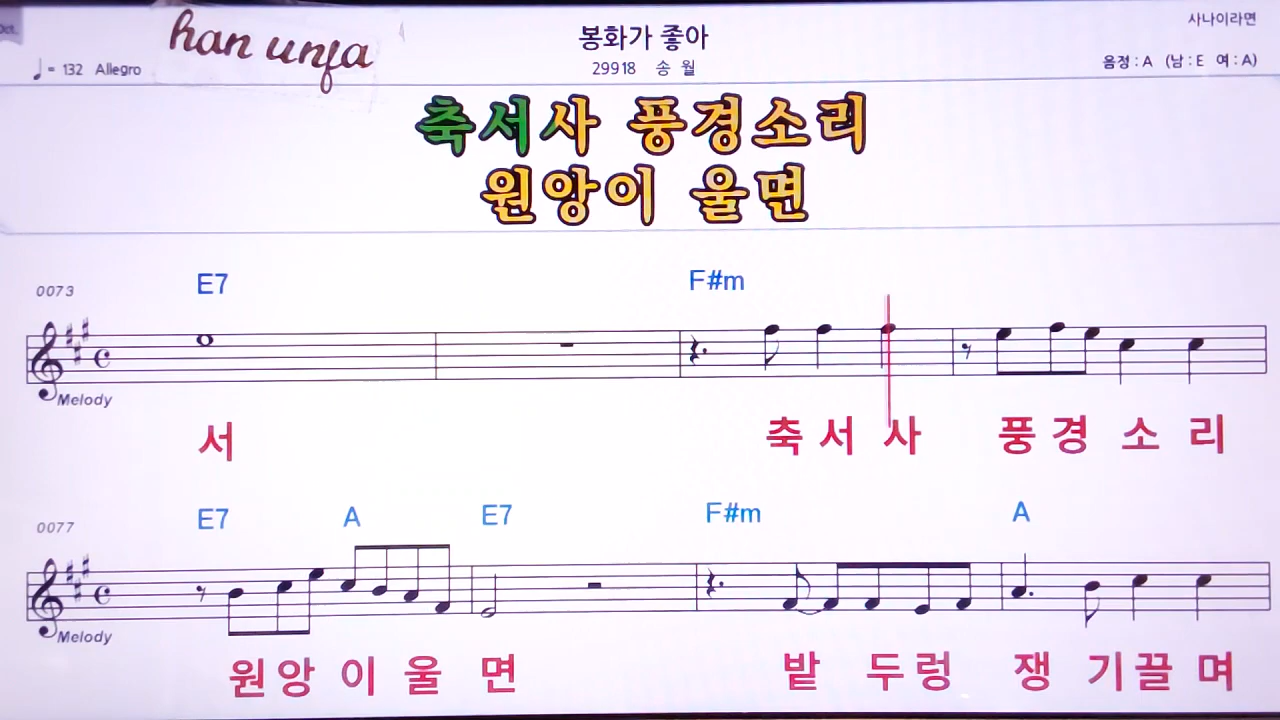 Oct.
han unfa
봉화가 좋아
사나이라면
♩= 132 Allegro
29918 송 월
음정 : A (남 : E 여 : A)
축서사 풍경소리
원앙이 울면
E7 F#m
0073
Melody
서 축 서 사 풍 경 소 리
E7 A E7 F#m A
0077
Melody
원앙 이 울 면 밭 두렁 쟁 기끌 며